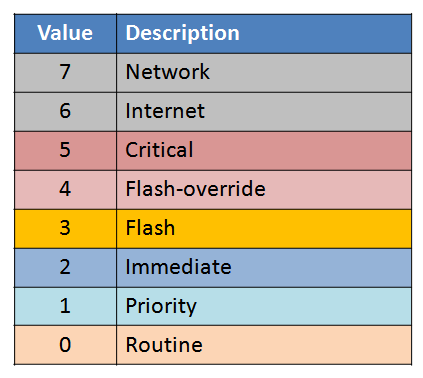 Value Description
7 Network
6 Internet
5 Critical
4 Flash-override
3 Flash
2 Immediate
1 Priority
0 Routine